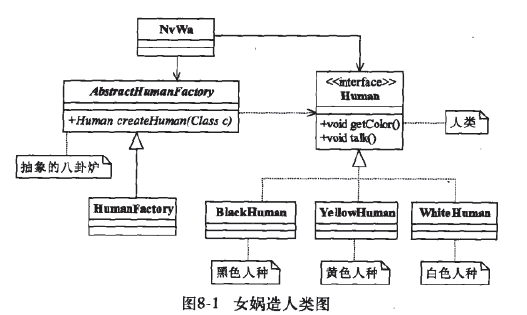 NvWa
AbstractHumanFactory
+Human createHuman(Class c)
<<interface>>
Human
+void getColor()
+void talk()
人类
抽象的八卦炉
HumanFactory
BlackHuman
YellowHuman
WhiteHuman
黑色人种
黄色人种
白色人种
图8-1 女娲造人类图